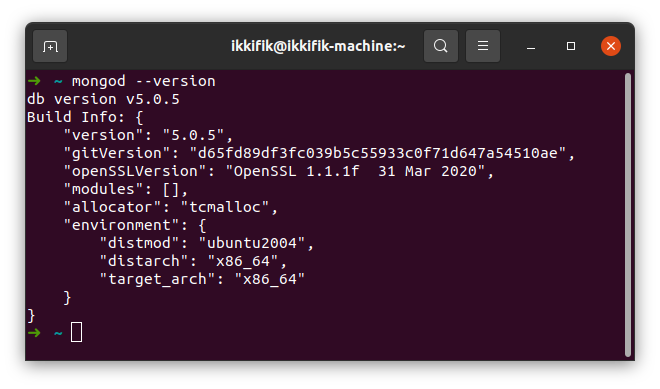 ikkifik@ikkifik-machine:~
➜ ~ mongod --version
db version v5.0.5
Build Info: {
    "version": "5.0.5",
    "gitVersion": "d65fd89df3fc039b5c55933c0f71d647a54510ae",
    "openSSLVersion": "OpenSSL 1.1.1f  31 Mar 2020",
    "modules": [],
    "allocator": "tcmalloc",
    "environment": {
        "distmod": "ubuntu2004",
        "distarch": "x86_64",
        "target_arch": "x86_64"
    }
}
➜ ~